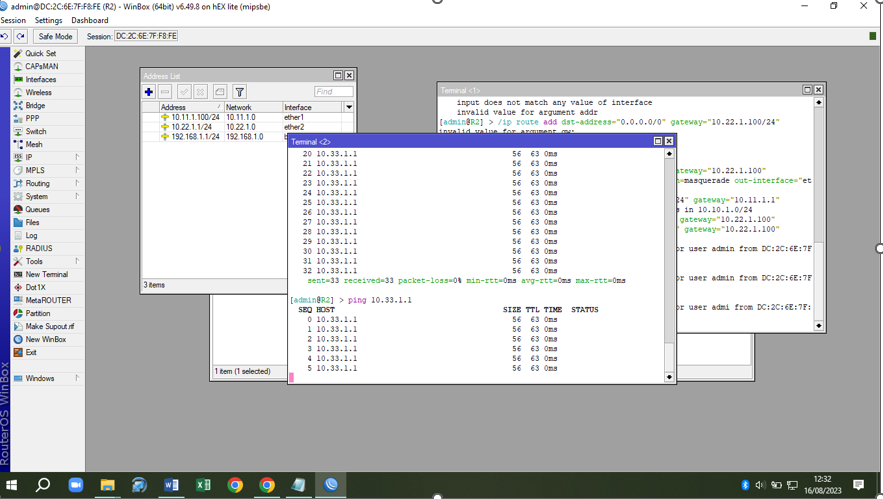 admin@DC:2C:6E:7F:F8:FE (R2) - WinBox (64bit) v6.49.8 on hEX lite (mipsbe)
Session Settings Dashboard
Safe Mode Session: DC:2C:6E:7F:F8:FE
Quick Set
CAPsMAN
Interfaces
Wireless
Bridge
PPP
Switch
Mesh
IP
MPLS
Routing
System
Queues
Files
Log
RADIUS
Tools
New Terminal
Dot1X
MetaROUTER
Partition
Make Supout.rif
New WinBox
Exit
Windows
RouterOS WinBox
Address List
Find
Address Network Interface
10.11.1.100/24 10.11.1.0 ether1
10.22.1.1/24 10.22.1.0 ether2
192.168.1.1/24 192.168.1.0 b
3 items
1 item (1 selected)
Terminal <1>
input does not match any value of interface
invalid value for argument addr
[admin@R2] > /ip route add dst-address="0.0.0.0/0" gateway="10.22.1.100/24"
invalid value for argument gw:
teway="10.22.1.100"
n=masquerade out-interface="et
24" gateway="10.11.1.1"
s in 10.10.1.0/24
gateway="10.22.1.100"
" gateway="10.22.1.100"
or user admin from DC:2C:6E:7F
or user admin from DC:2C:6E:7F
or user admi from DC:2C:6E:7F:
Terminal <2>
20 10.33.1.1 56 63 0ms
21 10.33.1.1 56 63 0ms
22 10.33.1.1 56 63 0ms
23 10.33.1.1 56 63 0ms
24 10.33.1.1 56 63 0ms
25 10.33.1.1 56 63 0ms
26 10.33.1.1 56 63 0ms
27 10.33.1.1 56 63 0ms
28 10.33.1.1 56 63 0ms
29 10.33.1.1 56 63 0ms
30 10.33.1.1 56 63 0ms
31 10.33.1.1 56 63 0ms
32 10.33.1.1 56 63 0ms
sent=33 received=33 packet-loss=0% min-rtt=0ms avg-rtt=0ms max-rtt=0ms
[admin@R2] > ping 10.33.1.1
SEQ HOST SIZE TTL TIME STATUS
0 10.33.1.1 56 63 0ms
1 10.33.1.1 56 63 0ms
2 10.33.1.1 56 63 0ms
3 10.33.1.1 56 63 0ms
4 10.33.1.1 56 63 0ms
5 10.33.1.1 56 63 0ms
12:32
16/08/2023